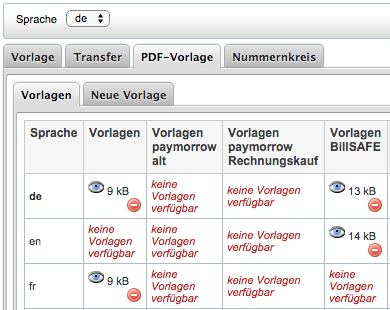 Sprache de
Vorlage Transfer PDF-Vorlage Nummernkreis
Vorlagen Neue Vorlage
Sprache Vorlagen Vorlagen paymorrow alt Vorlagen paymorrow Rechnungskauf Vorlagen BillSAFE
de 9 kB keine Vorlagen verfügbar keine Vorlagen verfügbar 13 kB
en keine Vorlagen verfügbar keine Vorlagen verfügbar keine Vorlagen verfügbar 14 kB
fr 9 kB keine Vorlagen verfügbar keine Vorlagen verfügbar keine Vorlagen verfügbar